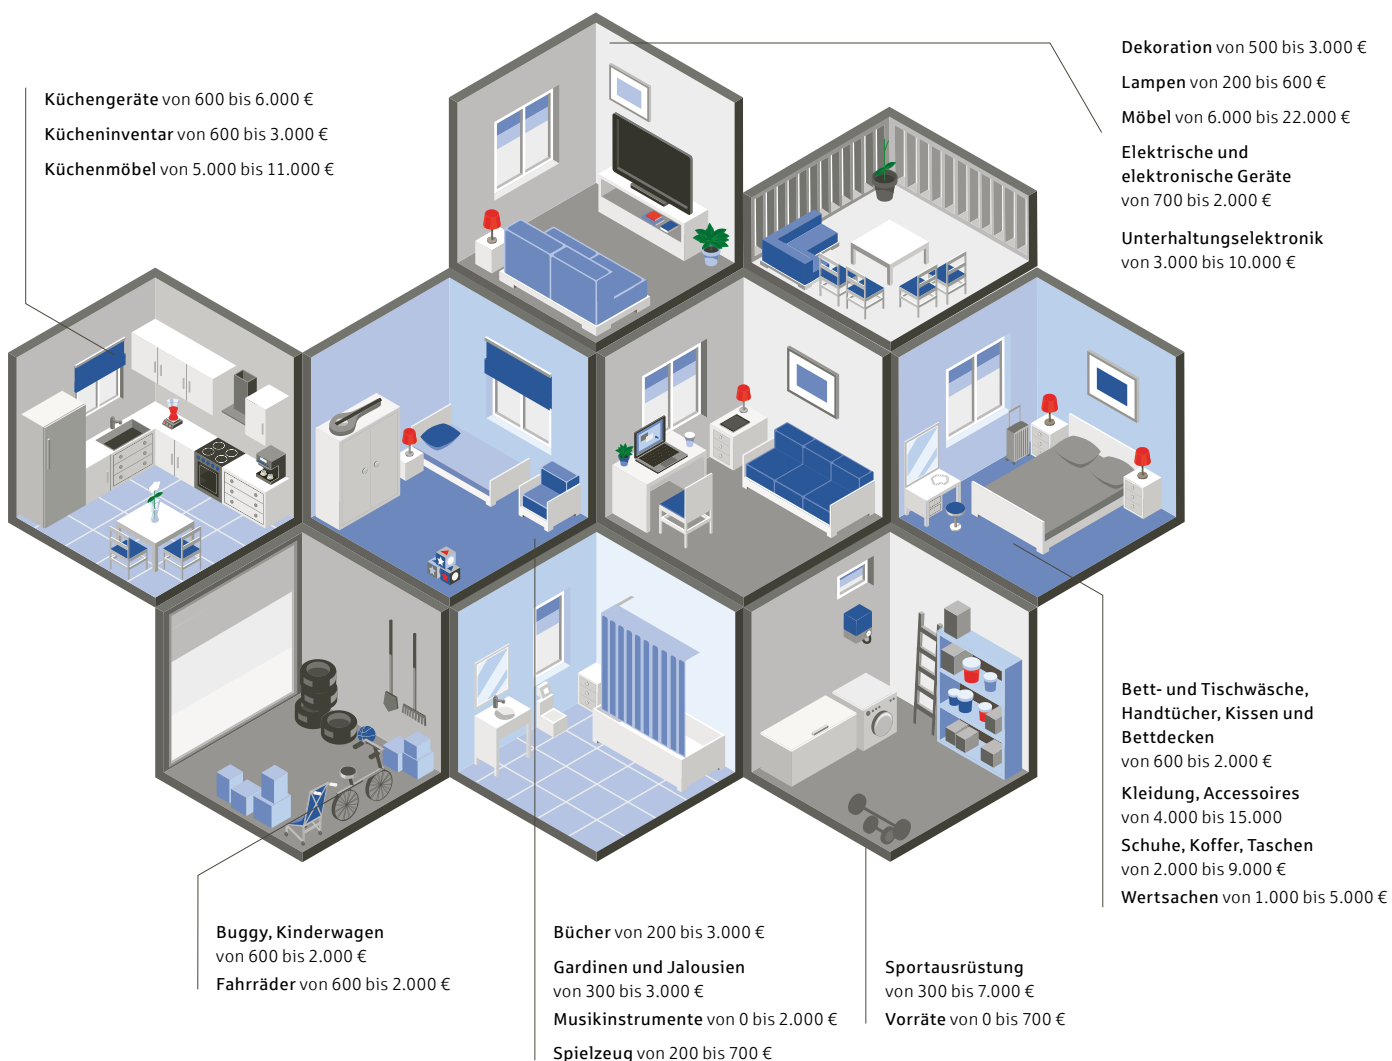 Küchengeräte von 600 bis 6.000 €
Kücheninventar von 600 bis 3.000 €
Küchenmöbel von 5.000 bis 11.000 €
Dekoration von 500 bis 3.000 €
Lampen von 200 bis 600 €
Möbel von 6.000 bis 22.000 €
Elektrische und
elektronische Geräte
von 700 bis 2.000 €
Unterhaltungselektronik
von 3.000 bis 10.000 €
Bett- und Tischwäsche,
Handtücher, Kissen und
Bettdecken
von 600 bis 2.000 €
Kleidung, Accessoires
von 4.000 bis 15.000
Schuhe, Koffer, Taschen
von 2.000 bis 9.000 €
Wertsachen von 1.000 bis 5.000 €
Buggy, Kinderwagen
von 600 bis 2.000 €
Fahrräder von 600 bis 2.000 €
Bücher von 200 bis 3.000 €
Gardinen und Jalousien
von 300 bis 3.000 €
Musikinstrumente von 0 bis 2.000 €
Spielzeug von 200 bis 700 €
Sportausrüstung
von 300 bis 7.000 €
Vorräte von 0 bis 700 €